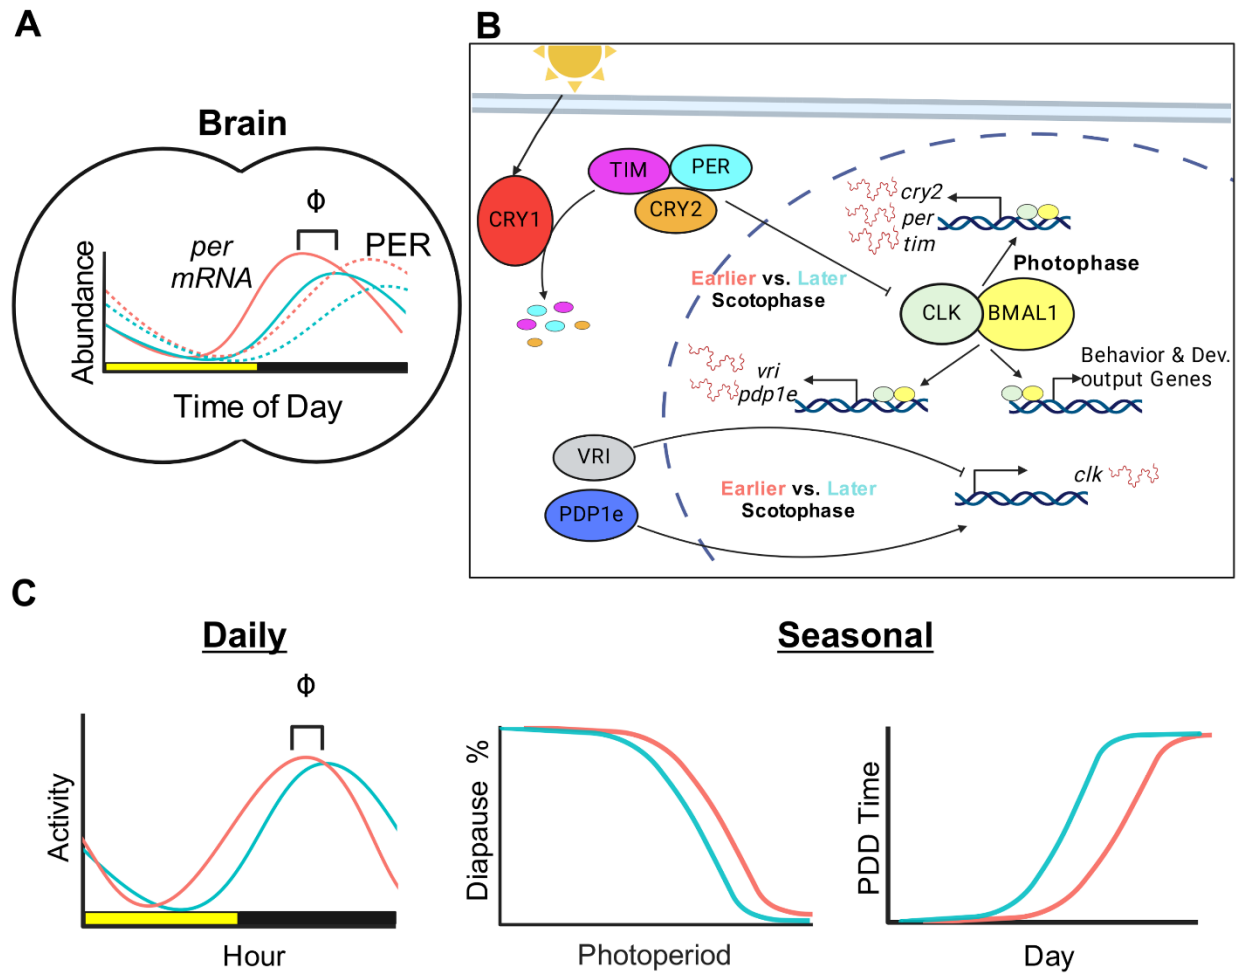 A
Brain
Φ
per
mRNA
PER
Abundance
Time of Day
B
CRY1
TIM
PER
CRY2
cry2
per
tim
Photophase
Earlier vs. Later
Scotophase
CLK
BMAL1
Behavior & Dev.
output Genes
vri
pdp1e
VRI
PDP1e
Earlier vs. Later
Scotophase
clk
C
Daily
Φ
Activity
Hour
Seasonal
Diapause %
Photoperiod
PDD Time
Day